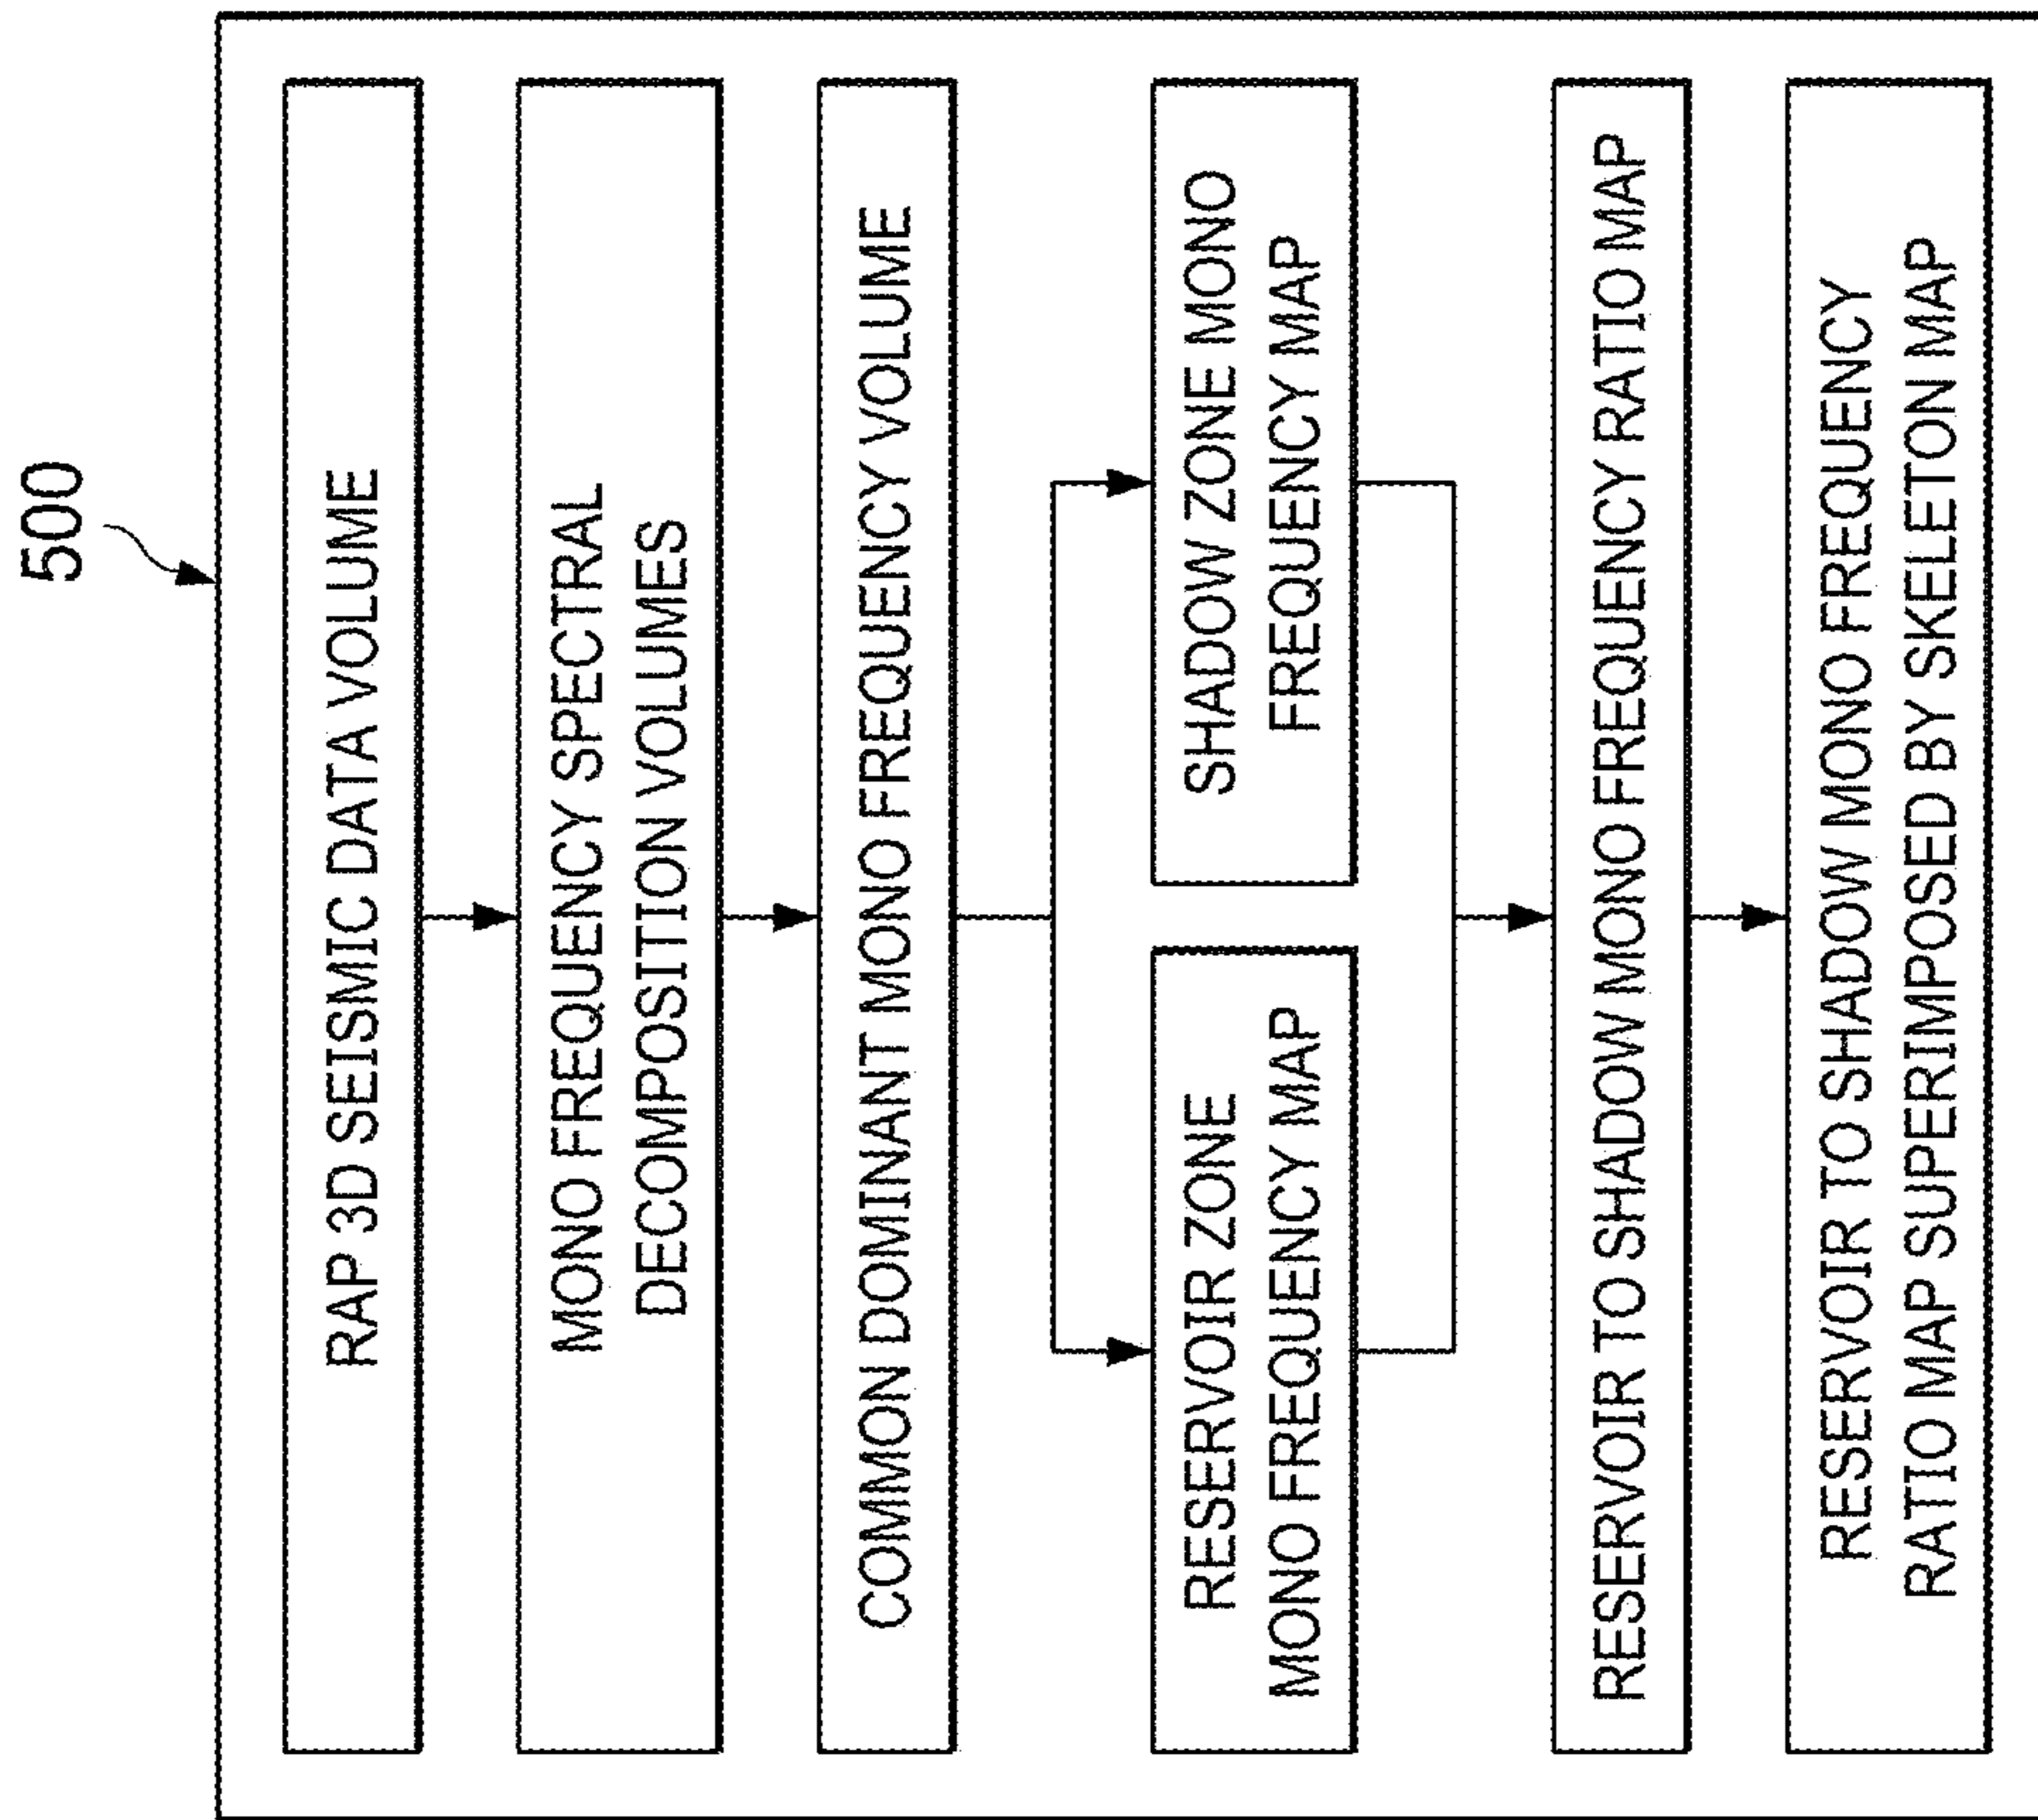 500
RAP 3D SEISMIC DATA VOLUME
MONO FREQUENCY SPECTRAL
DECOMPOSITION VOLUMES
COMMON DOMINANT MONO FREQUENCY VOLUME
RESERVOIR ZONE
MONO FREQUENCY MAP
SHADOW ZONE MONO
FREQUENCY MAP
RESERVOIR TO SHADOW MONO FREQUENCY RATIO MAP
RESERVOIR TO SHADOW MONO FREQUENCY
RATIO MAP SUPERIMPOSED BY SKELETON MAP